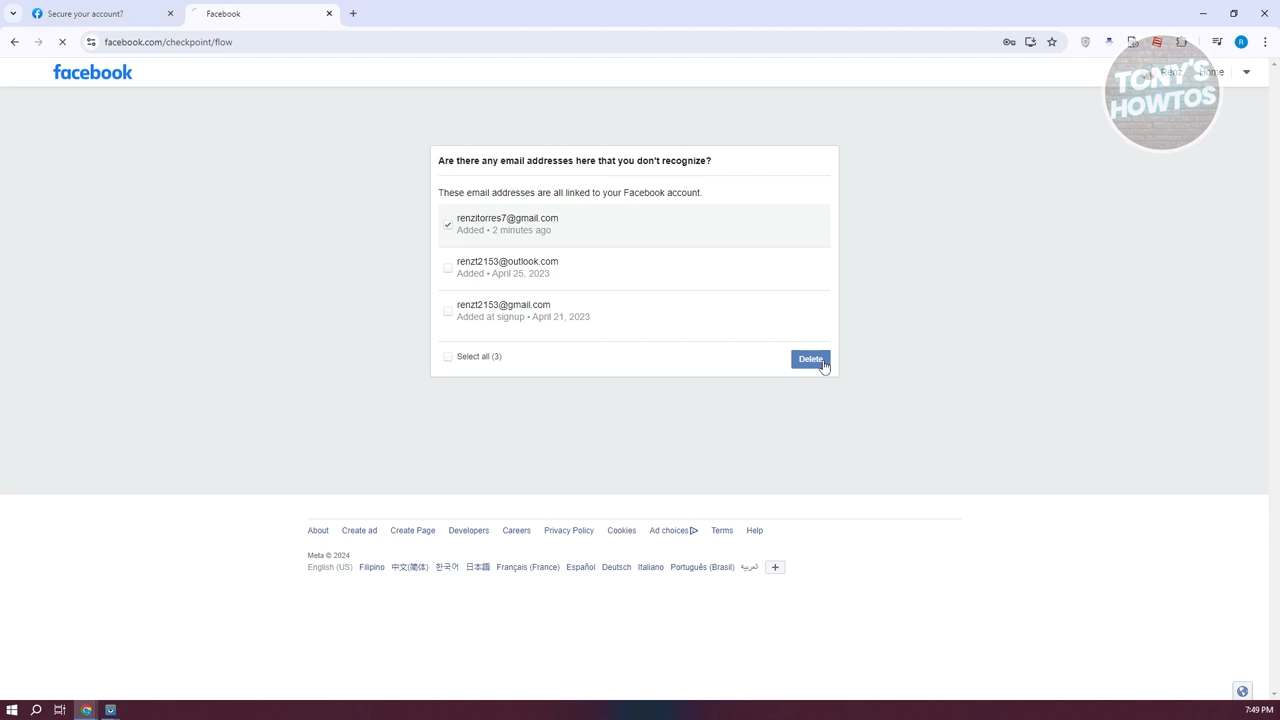 Secure your account?
Facebook
facebook.com/checkpoint/flow
R
facebook
Renz
Home
TONY'S
HOWTOS
Are there any email addresses here that you don't recognize?
These email addresses are all linked to your Facebook account.
renzitorres7@gmail.com
Added • 2 minutes ago
renzt2153@outlook.com
Added • April 25, 2023
renzt2153@gmail.com
Added at signup • April 21, 2023
Select all (3)
Delete
About Create ad Create Page Developers Careers Privacy Policy Cookies Ad choices Terms Help
Meta © 2024
English (US) Filipino 中文(简体) 한국어 日本語 Français (France) Español Deutsch Italiano Português (Brasil) العربية
7:49 PM